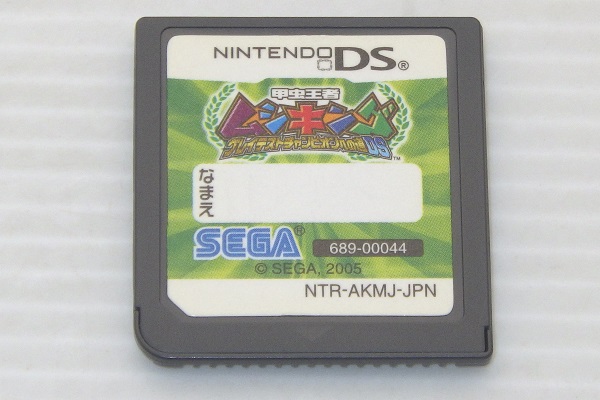 NINTENDO DS®
甲虫王者
ムシキング
グレイテストチャンピオンへの道DS™
なまえ
SEGA®
689-00044
© SEGA, 2005
NTR-AKMJ-JPN